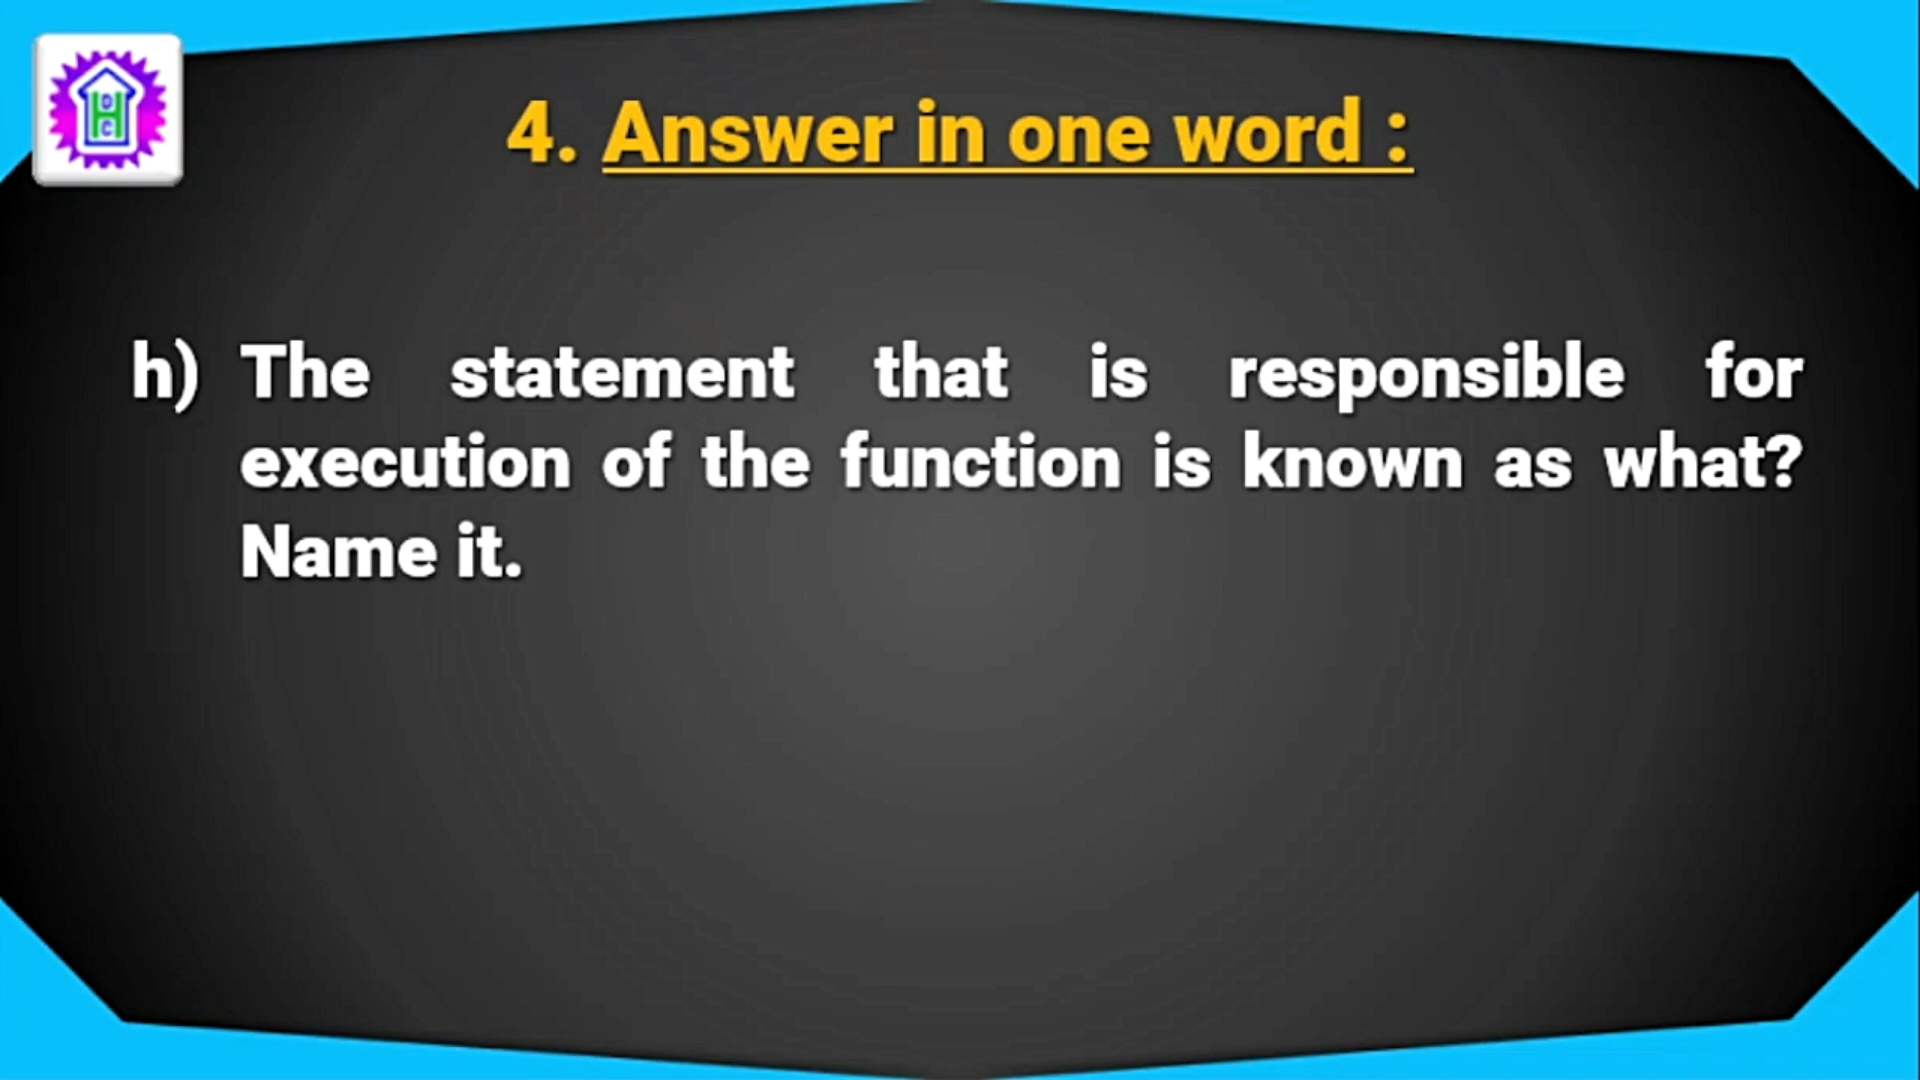 4. Answer in one word :
h) The statement that is responsible for
execution of the function is known as what?
Name it.
D
H
C